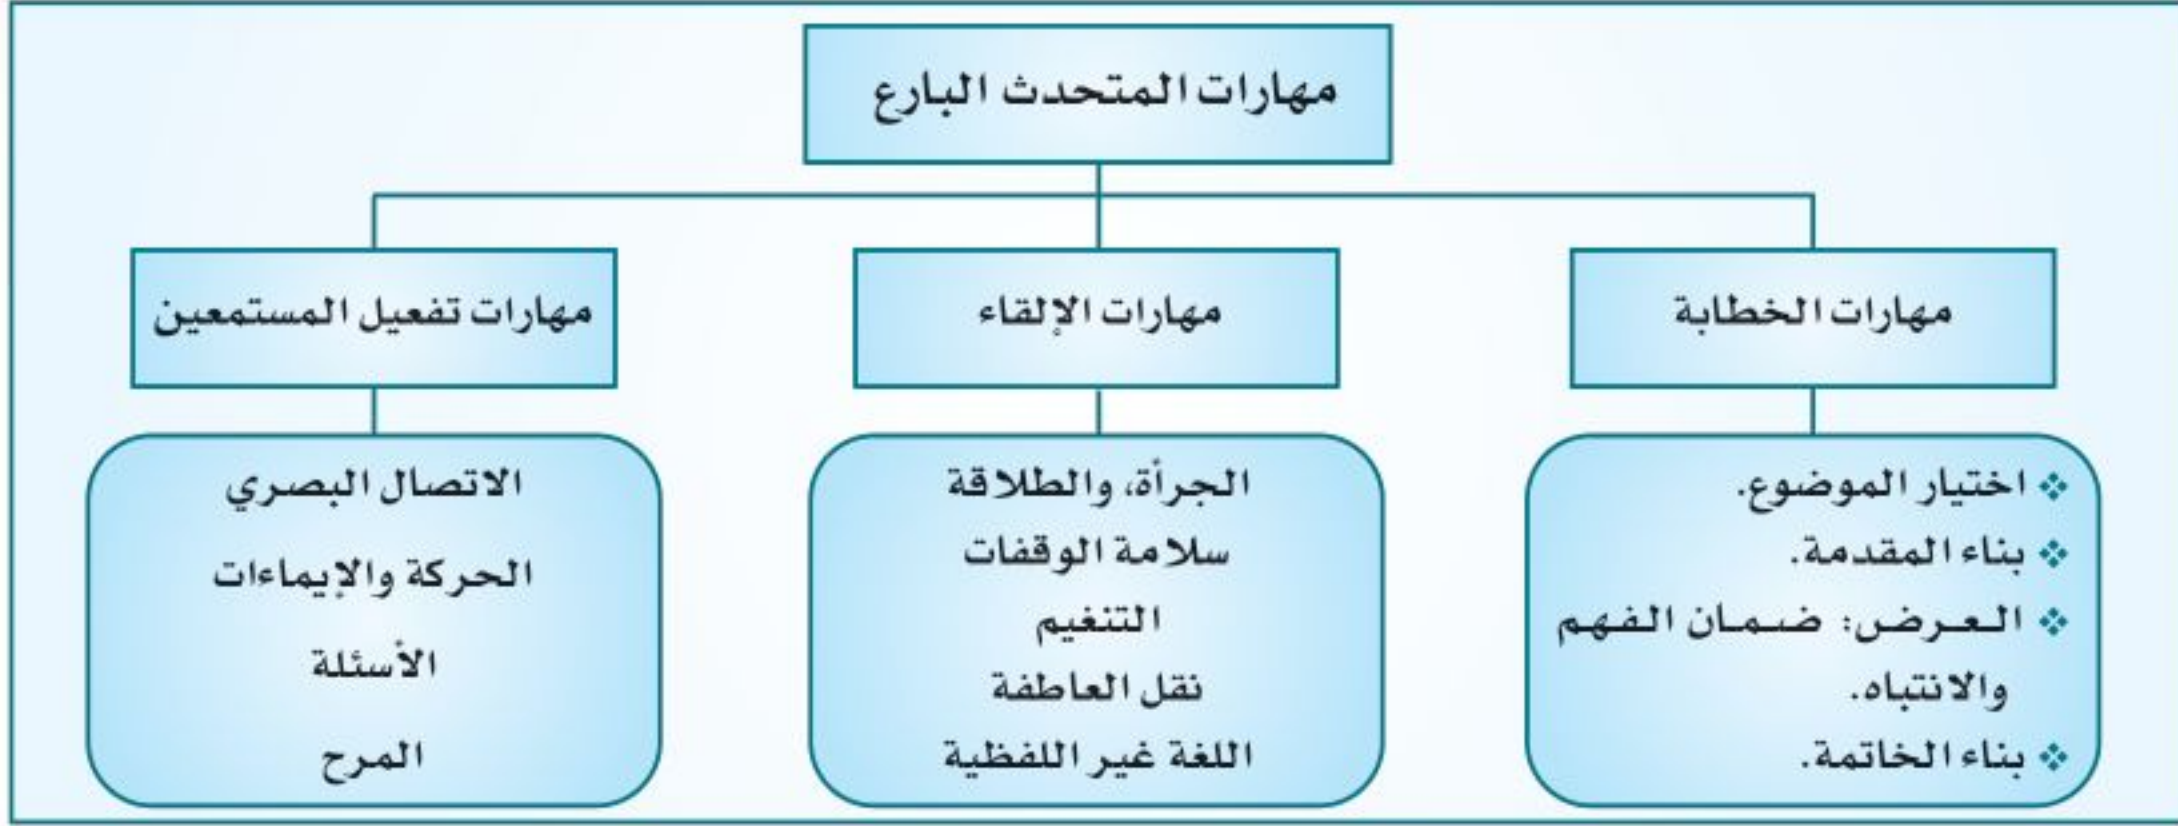 مهارات المتحدث البارع
مهارات الخطابة
❖ اختيار الموضوع.
❖ بناء المقدمة.
❖ العرض: ضمان الفهم
والانتباه.
❖ بناء الخاتمة.
مهارات الإلقاء
الجرأة، والطلاقة
سلامة الوقفات
التنغيم
نقل العاطفة
اللغة غير اللفظية
مهارات تفعيل المستمعين
الاتصال البصري
الحركة والإيماءات
الأسئلة
المرح